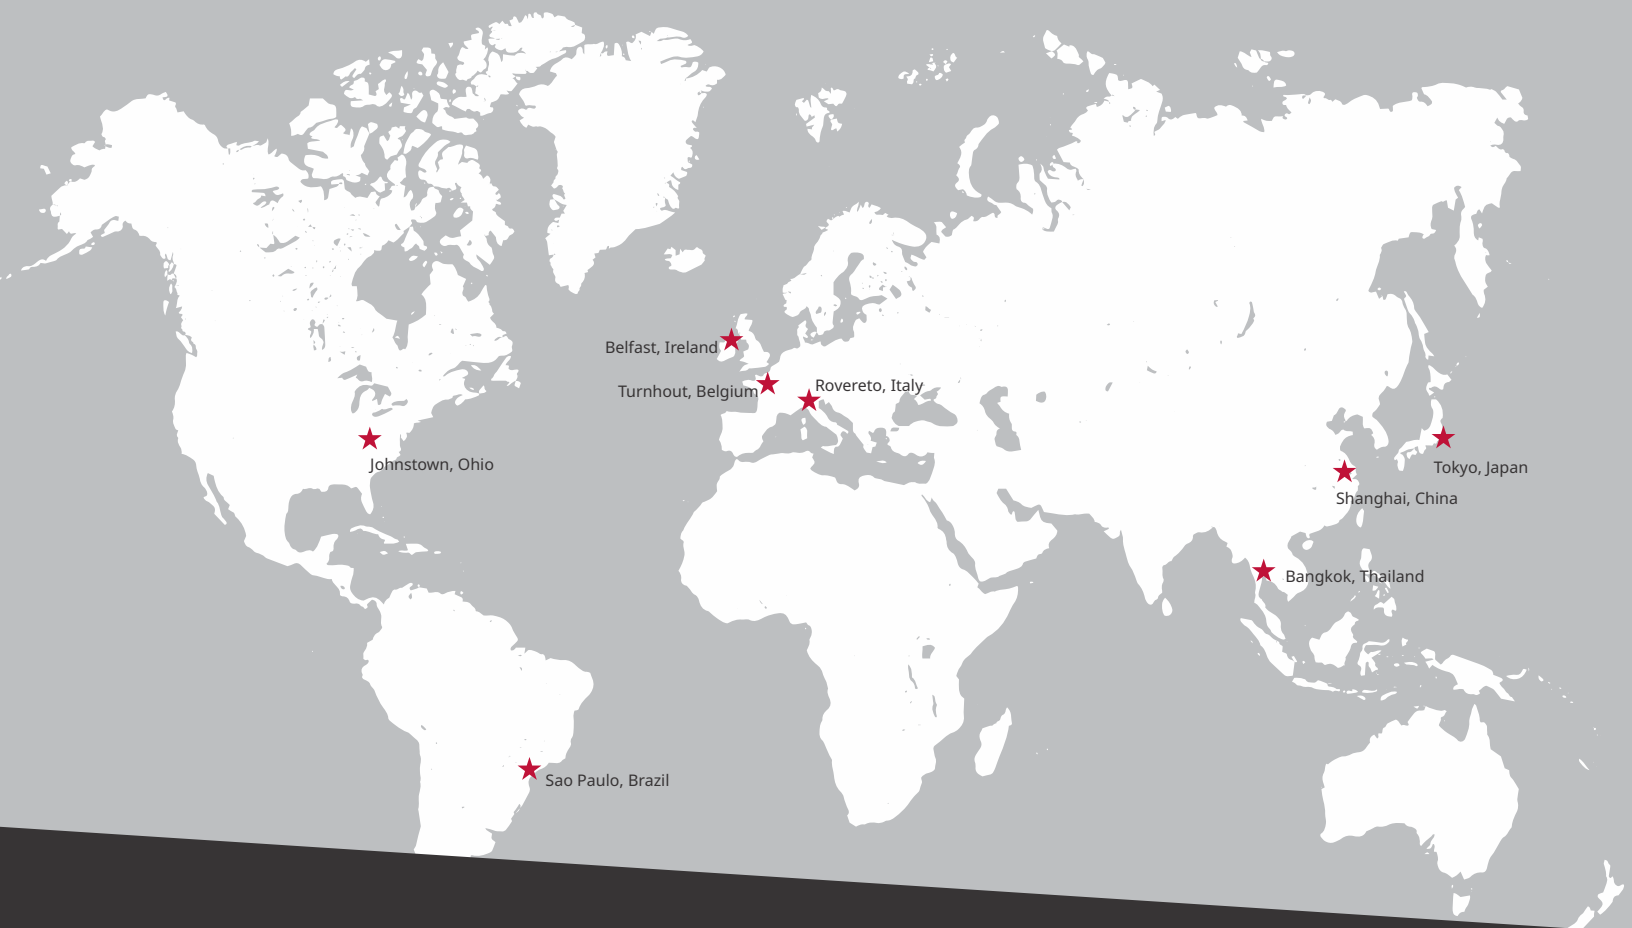 Belfast, Ireland
Turnhout, Belgium
Rovereto, Italy
Johnstown, Ohio
Tokyo, Japan
Shanghai, China
Bangkok, Thailand
Sao Paulo, Brazil